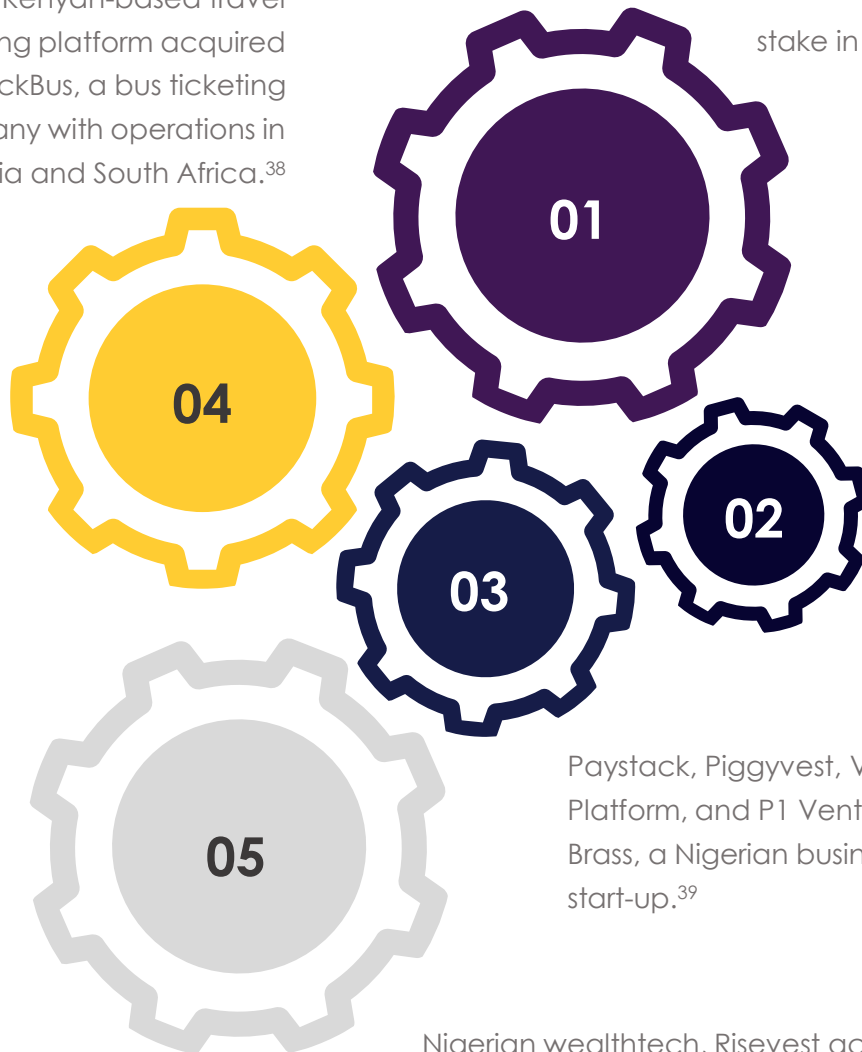 Kenyan-based travel
ng platform acquired
ckBus, a bus ticketing
any with operations in
ia and South Africa.38
stake in
01
04
02
03
Paystack, Piggyvest, V
Platform, and P1 Vent
Brass, a Nigerian busin
start-up.39
05
Nigerian wealthtech, Risevest ac